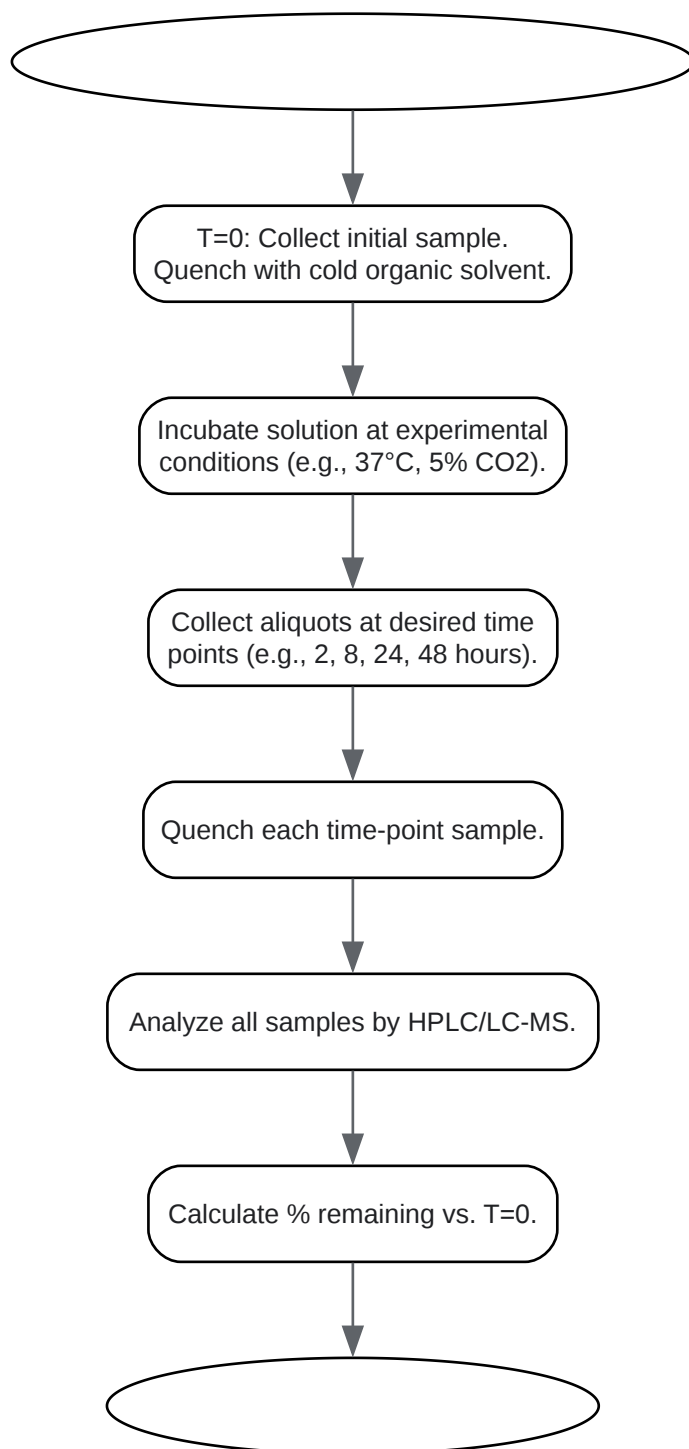 T=0: Collect initial sample.
Quench with cold organic solvent.
Incubate solution at experimental
conditions (e.g., 37°C, 5% CO2).
Collect aliquots at desired time
points (e.g., 2, 8, 24, 48 hours).
Quench each time-point sample.
Analyze all samples by HPLC/LC-MS.
Calculate % remaining vs. T=0.